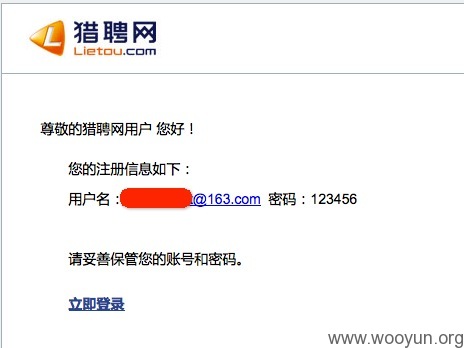 猎聘网
Lietou.com
尊敬的猎聘网用户 您好！
您的注册信息如下：
用户名： @163.com 密码：123456
请妥善保管您的账号和密码。
立即登录
www.wooyun.org